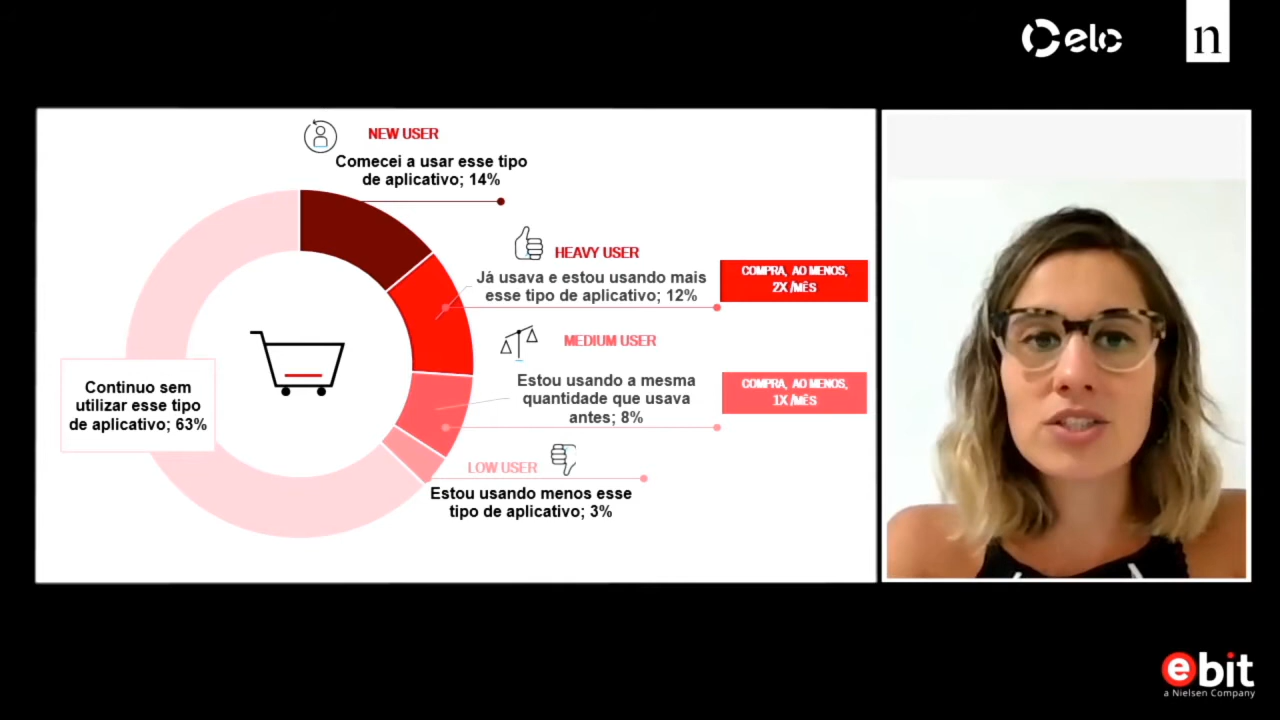 elo
n
NEW USER
Comecei a usar esse tipo
de aplicativo; 14%
HEAVY USER
Já usava e estou usando mais
esse tipo de aplicativo; 12%
COMPRA, AO MENOS,
2X /MÊS
MEDIUM USER
Estou usando a mesma
quantidade que usava
antes; 8%
COMPRA, AO MENOS,
1X /MÊS
Continuo sem
utilizar esse tipo
de aplicativo; 63%
LOW USER
Estou usando menos esse
tipo de aplicativo; 3%
ebit
a Nielsen Company